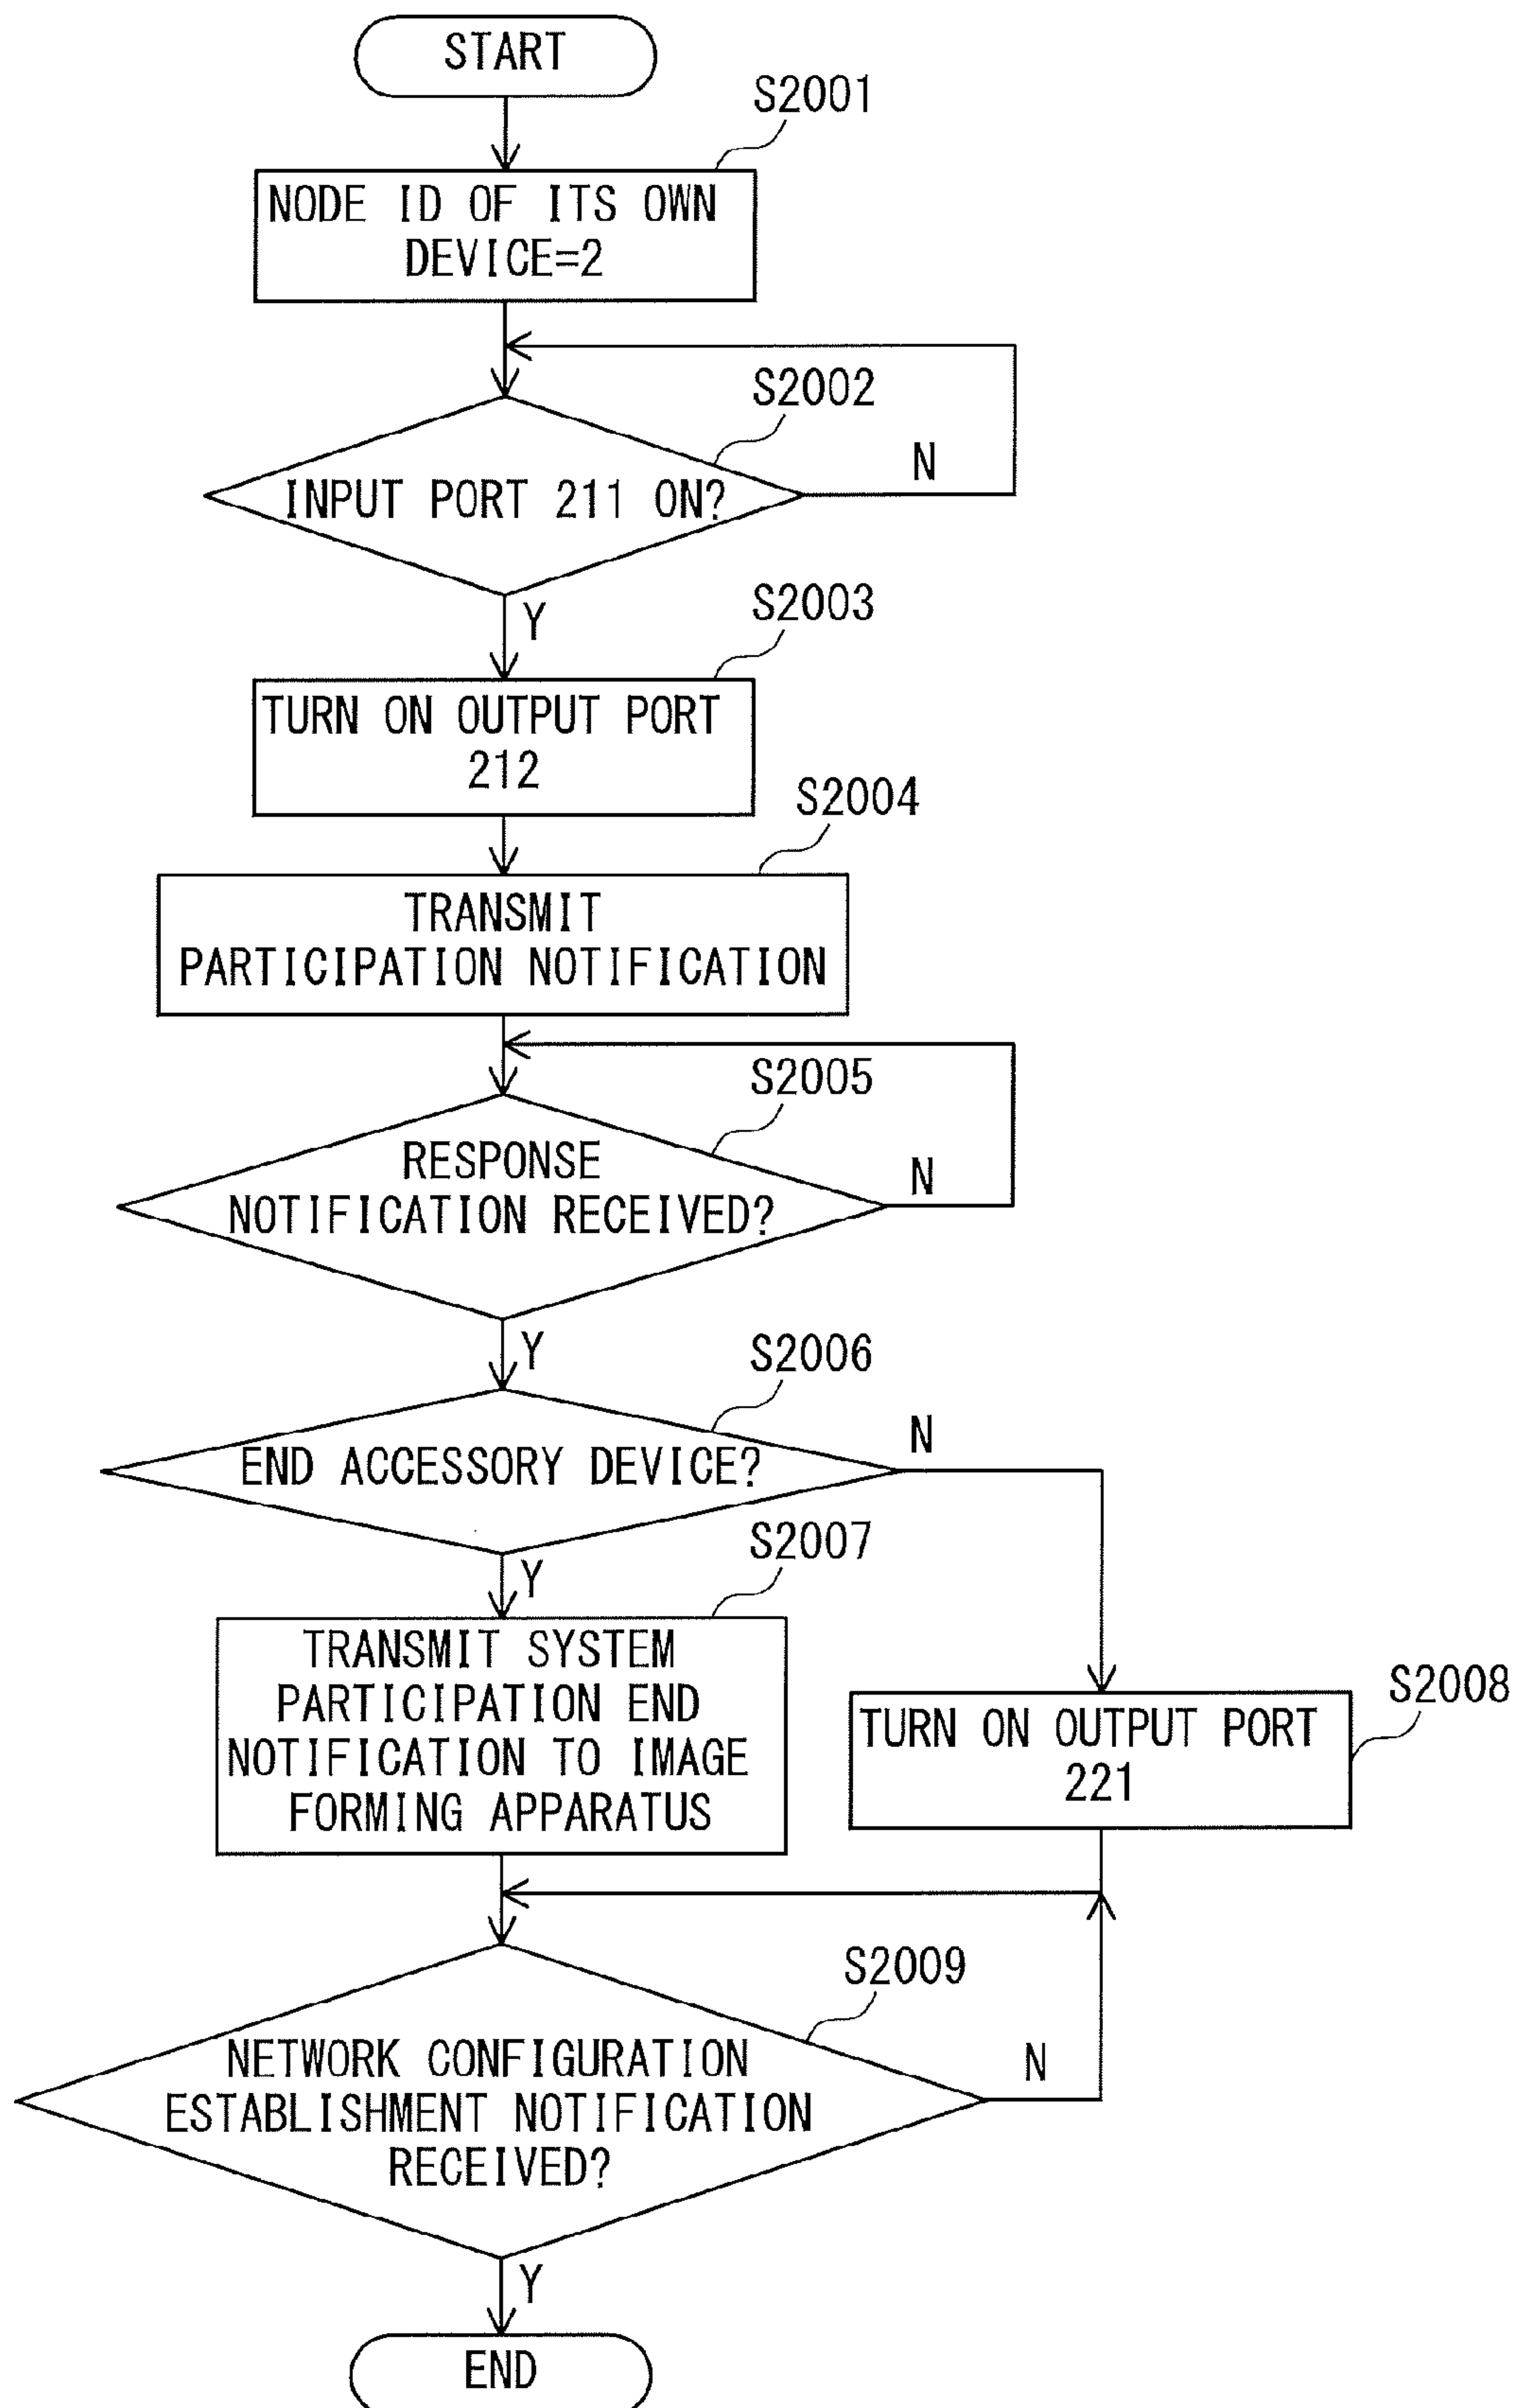 START
S2001
NODE ID OF ITS OWN
DEVICE=2
S2002
INPUT PORT 211 ON?
N
Y
S2003
TURN ON OUTPUT PORT
212
S2004
TRANSMIT
PARTICIPATION NOTIFICATION
S2005
RESPONSE
NOTIFICATION RECEIVED?
N
Y
S2006
END ACCESSORY DEVICE?
N
Y
S2007
TRANSMIT SYSTEM
PARTICIPATION END
NOTIFICATION TO IMAGE
FORMING APPARATUS
S2008
TURN ON OUTPUT PORT
221
S2009
NETWORK CONFIGURATION
ESTABLISHMENT NOTIFICATION
RECEIVED?
N
Y
END